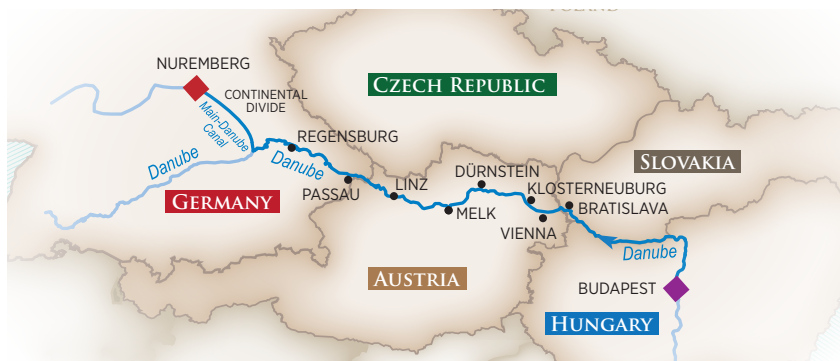 POLAND
NUREMBERG
CZECH REPUBLIC
CONTINENTAL
DIVIDE
Main-Danube
Canal
REGENSBURG
Danube
Danube
SLOVAKIA
DÜRNSTEIN
LINZ
KLOSTERNEUBURG
PASSAU
GERMANY
MELK
BRATISLAVA
VIENNA
Danube
AUSTRIA
BUDAPEST
HUNGARY